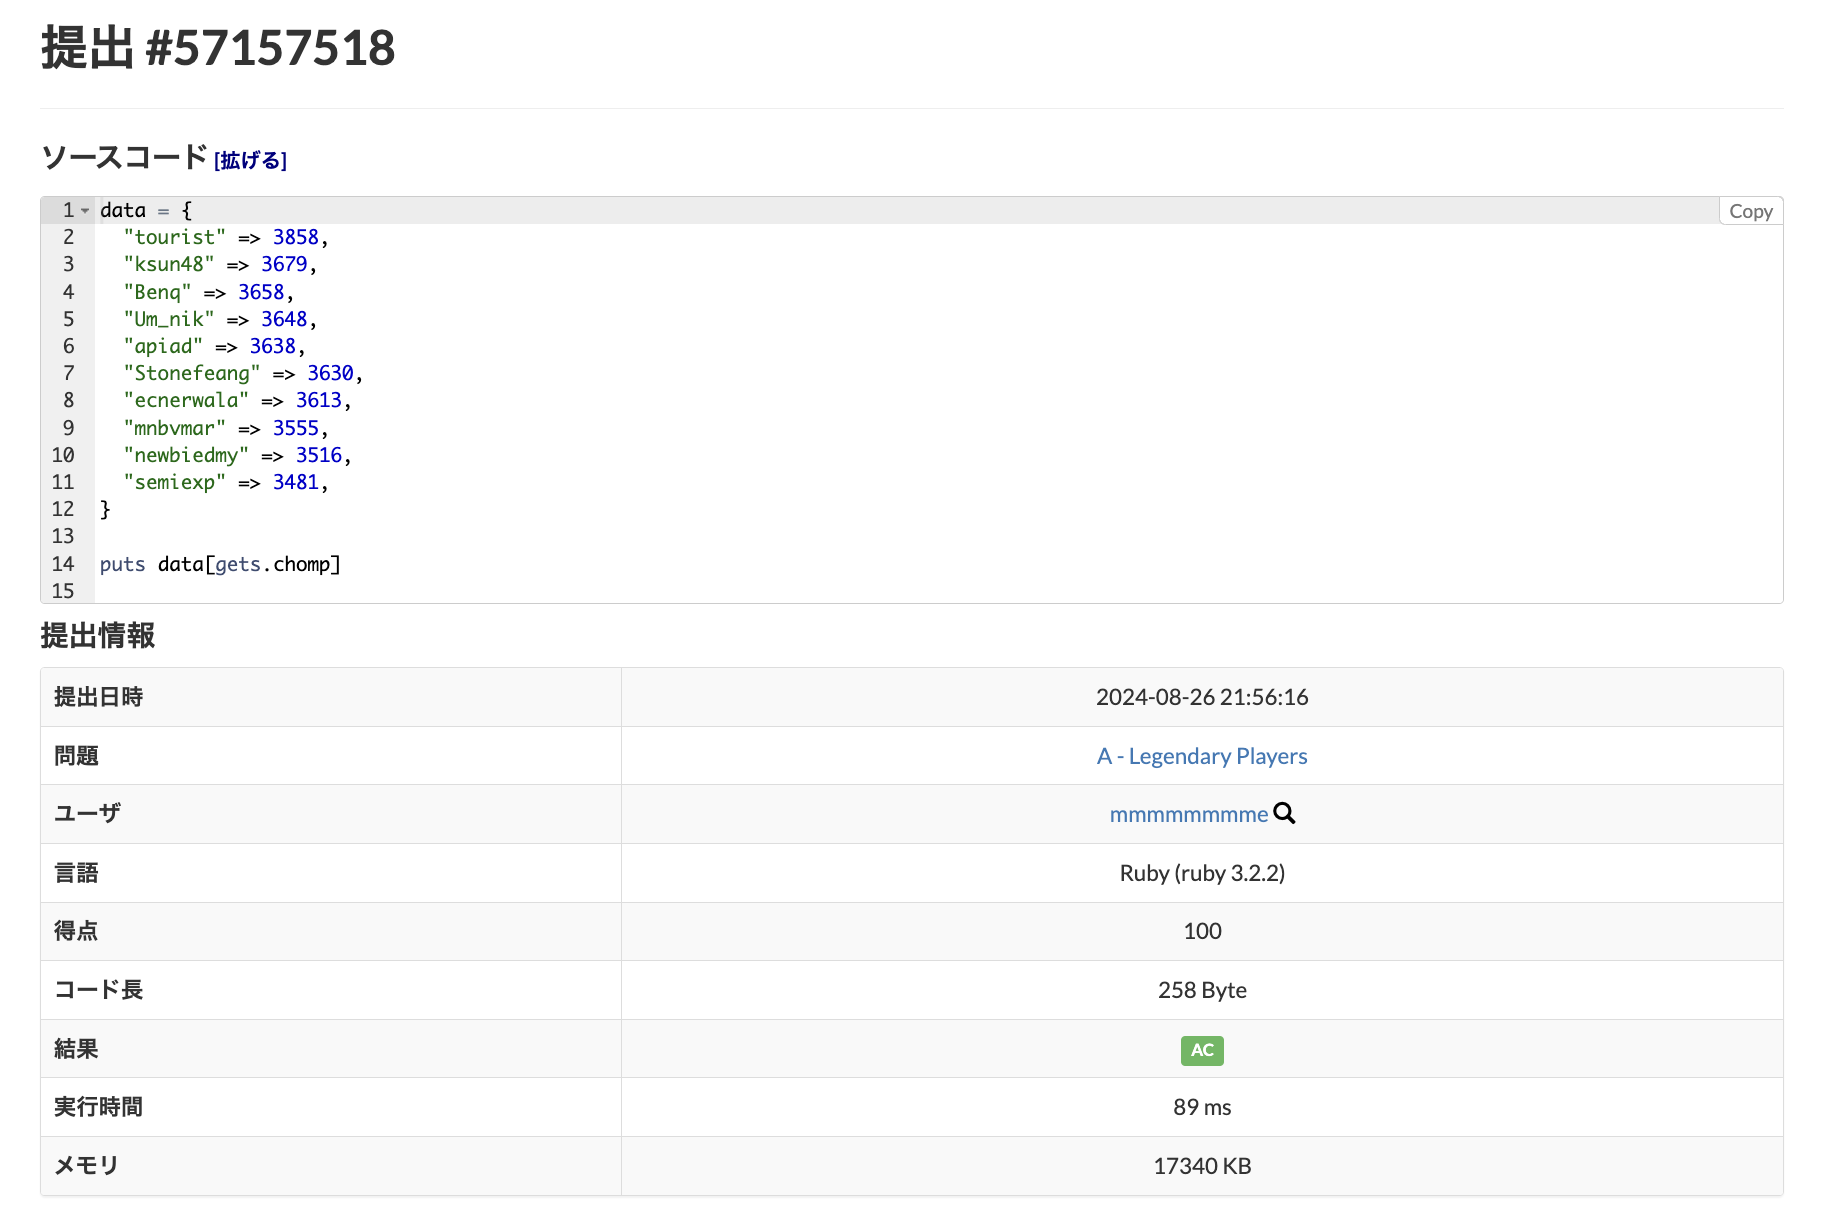 提出 #57157518
ソースコード [拡げる]
Copy
1 data = {
2   "tourist" => 3858,
3   "ksun48" => 3679,
4   "Benq" => 3658,
5   "Um_nik" => 3648,
6   "apiad" => 3638,
7   "Stonefeang" => 3630,
8   "ecnerwala" => 3613,
9   "mnbvmar" => 3555,
10   "newbiedmy" => 3516,
11   "semiexp" => 3481,
12 }
13
14 puts data[gets.chomp]
15
提出情報
提出日時 2024-08-26 21:56:16
問題 A - Legendary Players
ユーザ mmmmmmmmme
言語 Ruby (ruby 3.2.2)
得点 100
コード長 258 Byte
結果 AC
実行時間 89 ms
メモリ 17340 KB